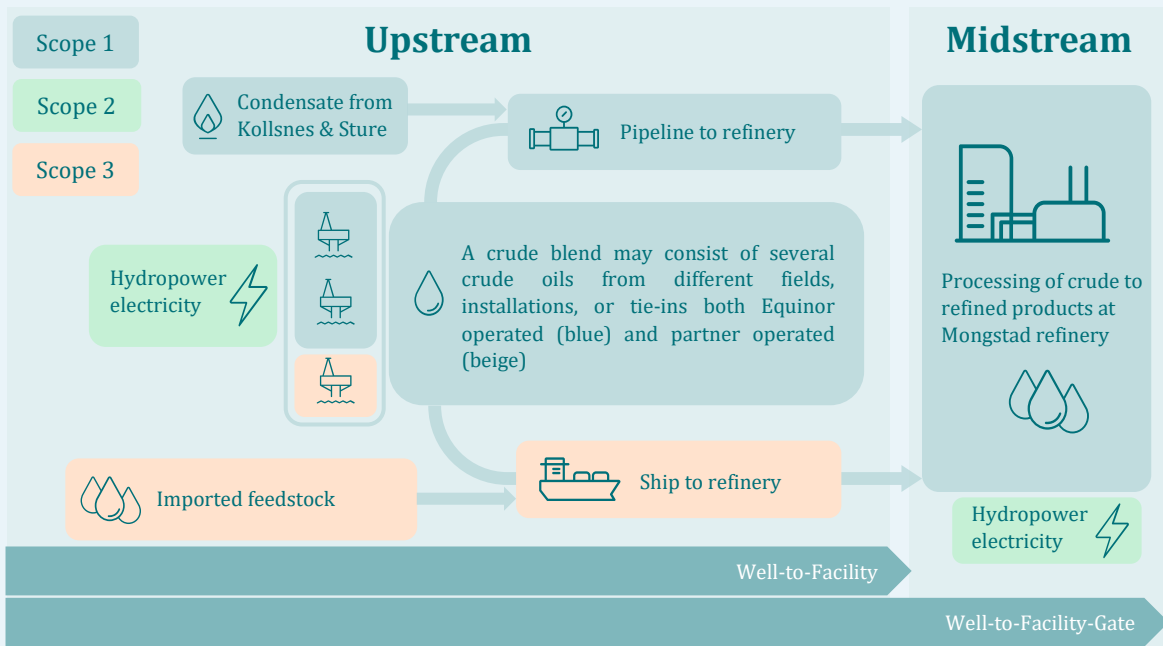 Upstream
Midstream
Scope 1
Scope 2
Scope 3
Condensate from
Kollsnes & Sture
Pipeline to refinery
Hydropower
electricity
A crude blend may consist of several
crude oils from different fields,
installations, or tie-ins both Equinor
operated (blue) and partner operated
(beige)
Processing of crude to
refined products at
Mongstad refinery
Imported feedstock
Ship to refinery
Hydropower
electricity
Well-to-Facility
Well-to-Facility-Gate